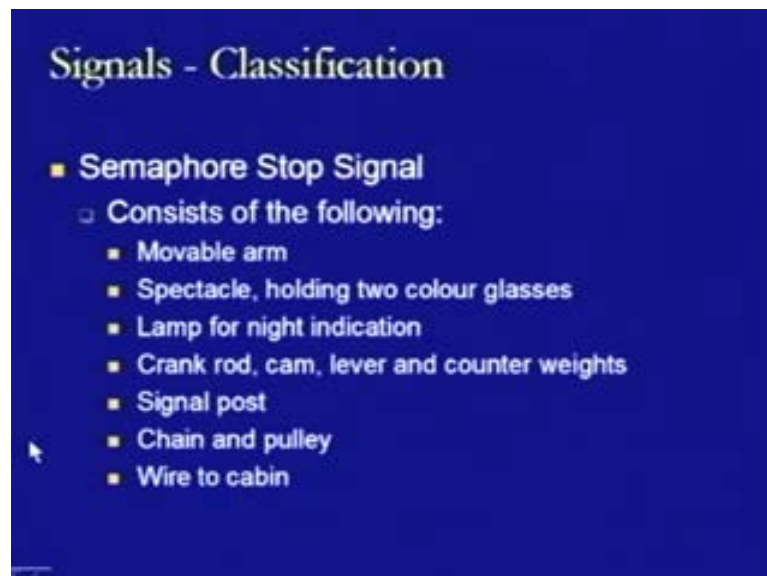 Signals - Classification
Semaphore Stop Signal
Consists of the following:
Movable arm
Spectacle, holding two colour glasses
Lamp for night indication
Crank rod, cam, lever and counter weights
Signal post
Chain and pulley
Wire to cabin